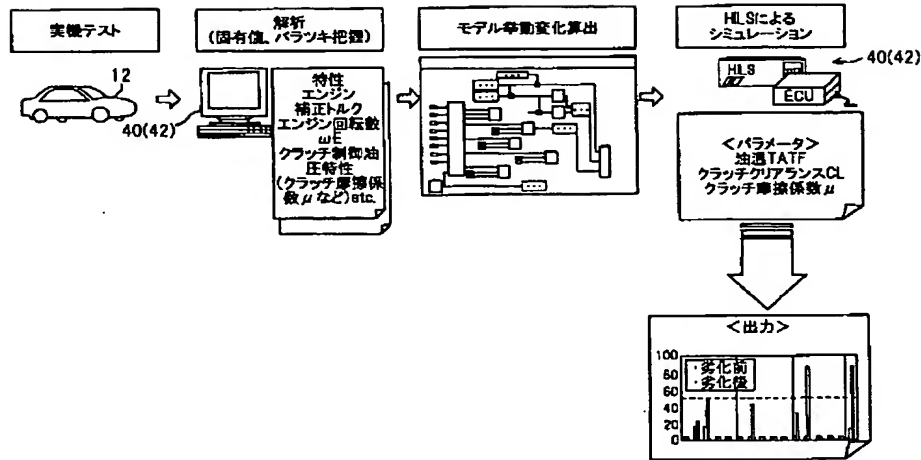 実機テスト
12
解析
(固有値、バラツキ把握)
40(42)
特性
エンジン
補正トルク
エンジン回転数
ωE
クラッチ制御油
圧特性
(クラッチ摩擦係
数μなど)etc.
モデル挙動変化算出
HILSによる
シミュレーション
HILS
ECU
40(42)
<パラメータ>
油温TATF
クラッチクリアランスCL
クラッチ摩擦係数μ
<出力>
100
80
60
40
20
0
・劣化前
・劣化後